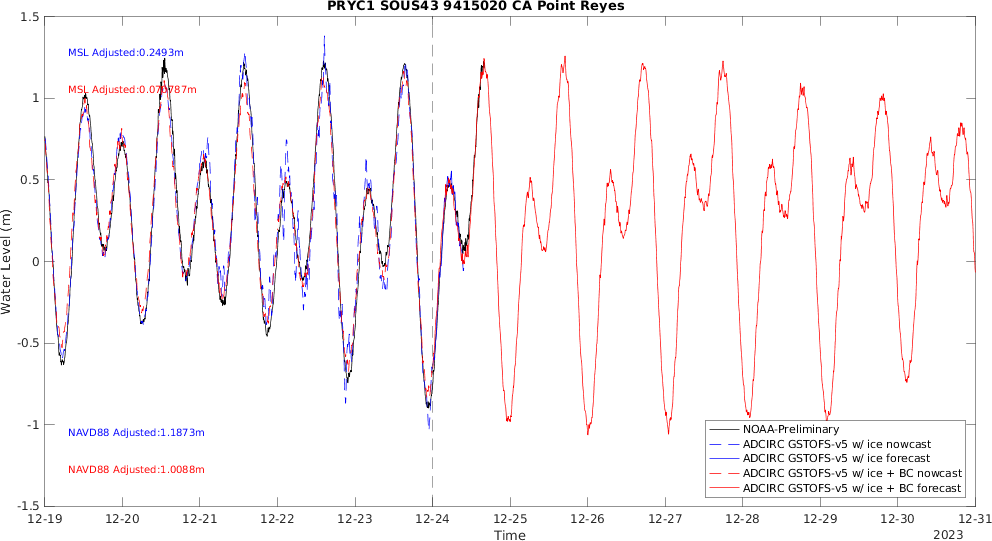 PRYC1 SOUS43 9415020 CA Point Reyes
1.5
1
0.5
0
-0.5
-1
-1.5
Water Level (m)
MSL Adjusted:0.2493m
MSL Adjusted:0.070787m
NAVD88 Adjusted:1.1873m
NAVD88 Adjusted:1.0088m
NOAA-Preliminary
ADCIRC GSTOFS-v5 w/ ice nowcast
ADCIRC GSTOFS-v5 w/ ice forecast
ADCIRC GSTOFS-v5 w/ ice + BC nowcast
ADCIRC GSTOFS-v5 w/ ice + BC forecast
12-19 12-20 12-21 12-22 12-23 12-24 12-25 12-26 12-27 12-28 12-29 12-30 12-31
Time
2023